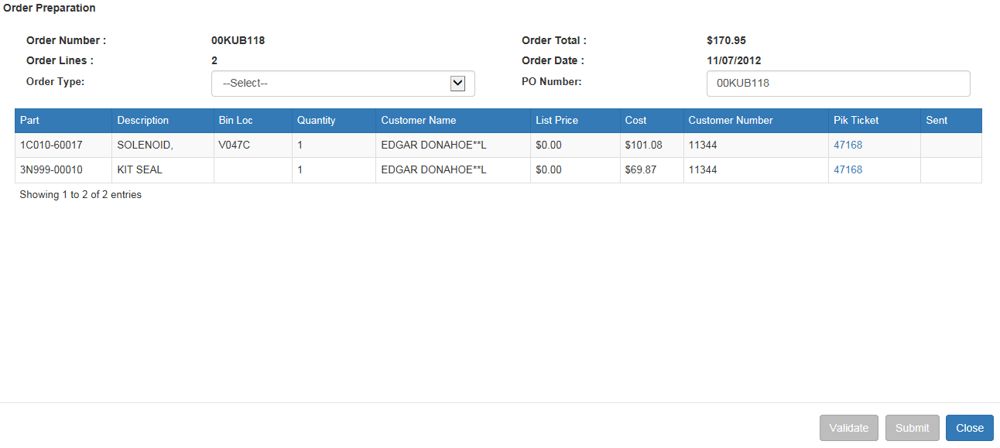 Order Preparation
Order Number : 00KUB118 Order Total : $170.95
Order Lines : 2 Order Date : 11/07/2012
Order Type: --Select-- PO Number: 00KUB118
Part Description Bin Loc Quantity Customer Name List Price Cost Customer Number Pik Ticket Sent
1C010-60017 SOLENOID, V047C 1 EDGAR DONAHOE**L $0.00 $101.08 11344 47168
3N999-00010 KIT SEAL 1 EDGAR DONAHOE**L $0.00 $69.87 11344 47168
Showing 1 to 2 of 2 entries
Validate Submit Close